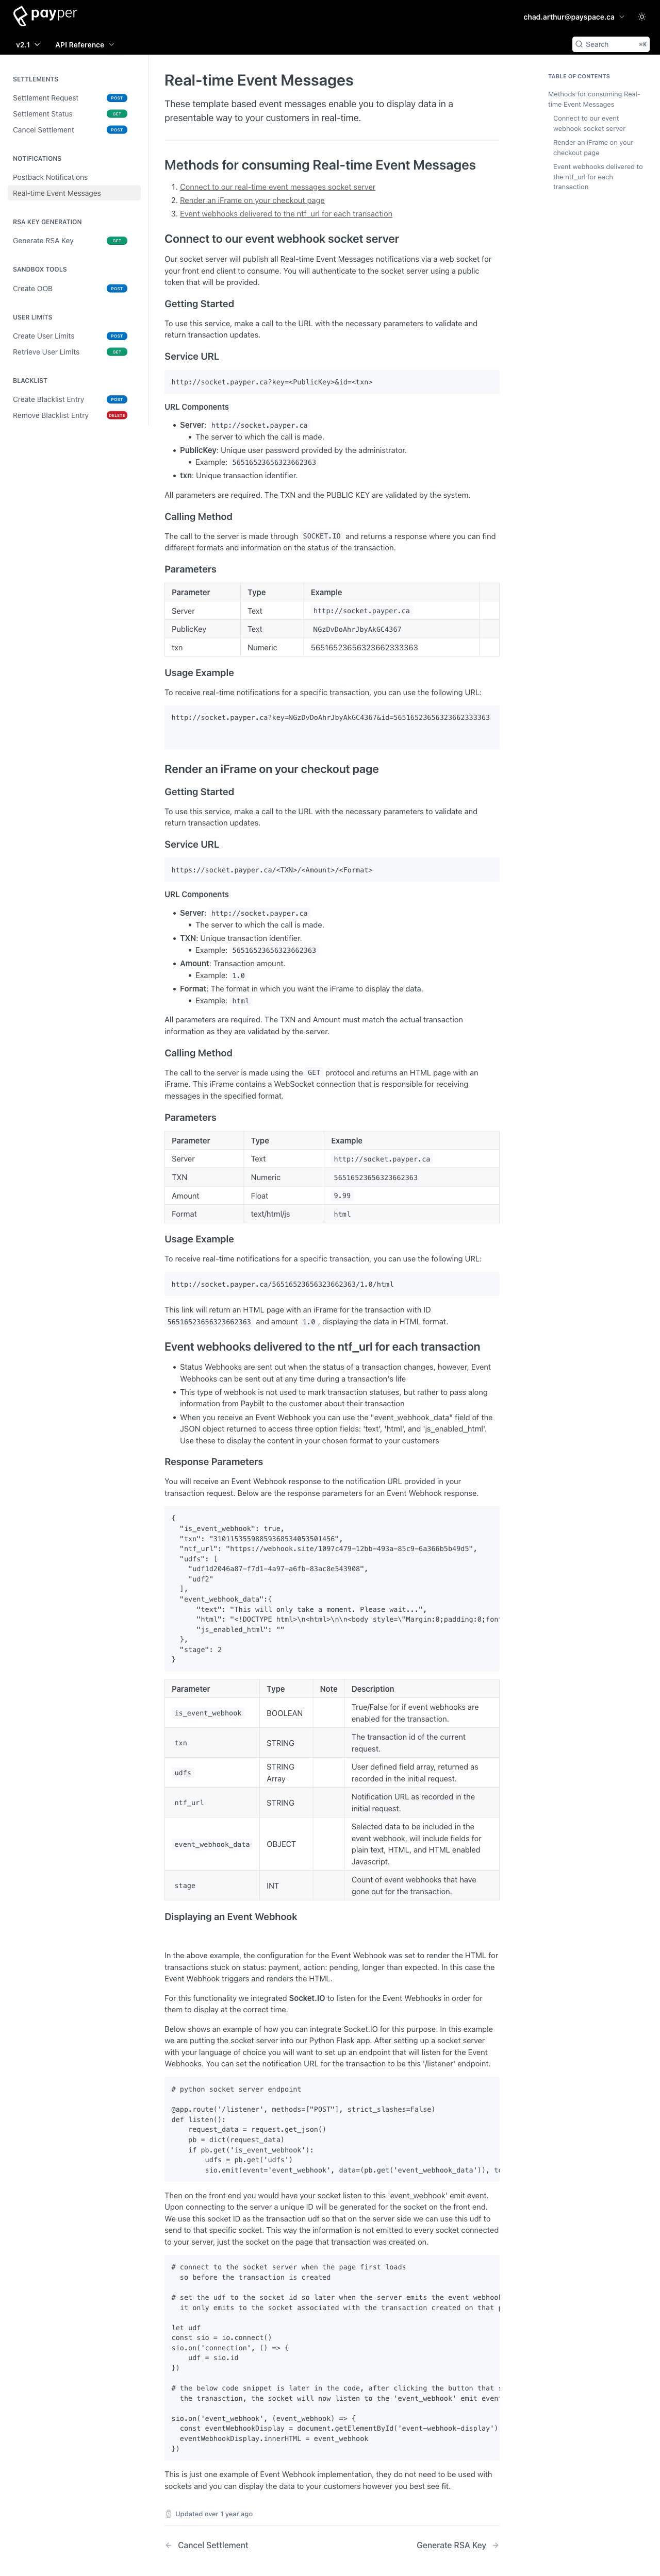 payper
chad.arthur@payspace.ca
v2.1
API Reference
Search
⌘K
SETTLEMENTS
Settlement Request
POST
Settlement Status
GET
Cancel Settlement
POST
NOTIFICATIONS
Postback Notifications
Real-time Event Messages
RSA KEY GENERATION
Generate RSA Key
GET
SANDBOX TOOLS
Create OOB
POST
USER LIMITS
Create User Limits
POST
Retrieve User Limits
GET
BLACKLIST
Create Blacklist Entry
POST
Remove Blacklist Entry
DELETE
Real-time Event Messages
These template based event messages enable you to display data in a
presentable way to your customers in real-time.
Methods for consuming Real-time Event Messages
1. Connect to our real-time event messages socket server
2. Render an iFrame on your checkout page
3. Event webhooks delivered to the ntf_url for each transaction
Connect to our event webhook socket server
Our socket server will publish all Real-time Event Messages notifications via a web socket for
your front end client to consume. You will authenticate to the socket server using a public
token that will be provided.
Getting Started
To use this service, make a call to the URL with the necessary parameters to validate and
return transaction updates.
Service URL
http://socket.payper.ca?key=<PublicKey>&id=<txn>
URL Components
• Server: http://socket.payper.ca
• The server to which the call is made.
• PublicKey: Unique user password provided by the administrator.
• Example: 56516523656323662363
• txn: Unique transaction identifier.
All parameters are required. The TXN and the PUBLIC KEY are validated by the system.
Calling Method
The call to the server is made through SOCKET.IO and returns a response where you can find
different formats and information on the status of the transaction.
Parameters
Parameter Type Example
Server Text http://socket.payper.ca
PublicKey Text NGzDvDoAhrJbyAkGC4367
txn Numeric 56516523656323662333363
Usage Example
To receive real-time notifications for a specific transaction, you can use the following URL:
http://socket.payper.ca?key=NGzDvDoAhrJbyAkGC4367&id=56516523656323662333363
Render an iFrame on your checkout page
Getting Started
To use this service, make a call to the URL with the necessary parameters to validate and
return transaction updates.
Service URL
https://socket.payper.ca/<TXN>/<Amount>/<Format>
URL Components
• Server: http://socket.payper.ca
• The server to which the call is made.
• TXN: Unique transaction identifier.
• Example: 56516523656323662363
• Amount: Transaction amount.
• Example: 1.0
• Format: The format in which you want the iFrame to display the data.
• Example: html
All parameters are required. The TXN and Amount must match the actual transaction
information as they are validated by the server.
Calling Method
The call to the server is made using the GET protocol and returns an HTML page with an
iFrame. This iFrame contains a WebSocket connection that is responsible for receiving
messages in the specified format.
Parameters
Parameter Type Example
Server Text http://socket.payper.ca
TXN Numeric 56516523656323662363
Amount Float 9.99
Format text/html/js html
Usage Example
To receive real-time notifications for a specific transaction, you can use the following URL:
http://socket.payper.ca/56516523656323662363/1.0/html
This link will return an HTML page with an iFrame for the transaction with ID
56516523656323662363 and amount 1.0, displaying the data in HTML format.
Event webhooks delivered to the ntf_url for each transaction
• Status Webhooks are sent out when the status of a transaction changes, however, Event
Webhooks can be sent out at any time during a transaction's life
• This type of webhook is not used to mark transaction statuses, but rather to pass along
information from Paybilt to the customer about their transaction
• When you receive an Event Webhook you can use the "event_webhook_data" field of the
JSON object returned to access three option fields: 'text', 'html', and 'js_enabled_html'.
Use these to display the content in your chosen format to your customers
Response Parameters
You will receive an Event Webhook response to the notification URL provided in your
transaction request. Below are the response parameters for an Event Webhook response.
{
"is_event_webhook": true,
"txn": "31011535598859368534053501456",
"ntf_url": "https://webhook.site/1097c479-12bb-493a-85c9-6a366b5b49d5",
"udfs": [
"udf1d2046a87-f7d1-4a97-a6fb-83ac8e543908",
"udf2"
],
"event_webhook_data":{
"text": "This will only take a moment. Please wait...",
"html": "<!DOCTYPE html>\n<html>\n\n<body style=\"Margin:0;padding:0;fon
"js_enabled_html": ""
},
"stage": 2
}
Parameter Type Note Description
is_event_webhook BOOLEAN True/False for if event webhooks are
enabled for the transaction.
txn STRING The transaction id of the current
request.
udfs STRING Array User defined field array, returned as
recorded in the initial request.
ntf_url STRING Notification URL as recorded in the
initial request.
event_webhook_data OBJECT Selected data to be included in the
event webhook, will include fields for
plain text, HTML, and HTML enabled
Javascript.
stage INT Count of event webhooks that have
gone out for the transaction.
Displaying an Event Webhook
In the above example, the configuration for the Event Webhook was set to render the HTML for
transactions stuck on status: payment, action: pending, longer than expected. In this case the
Event Webhook triggers and renders the HTML.
For this functionality we integrated Socket.IO to listen for the Event Webhooks in order for
them to display at the correct time.
Below shows an example of how you can integrate Socket.IO for this purpose. In this example
we are putting the socket server into our Python Flask app. After setting up a socket server
with your language of choice you will want to set up an endpoint that will listen for the Event
Webhooks. You can set the notification URL for the transaction to be this '/listener' endpoint.
# python socket server endpoint
@app.route('/listener', methods=["POST"], strict_slashes=False)
def listen():
request_data = request.get_json()
pb = dict(request_data)
if pb.get('is_event_webhook'):
udfs = pb.get('udfs')
sio.emit(event='event_webhook', data=(pb.get('event_webhook_data')), to
Then on the front end you would have your socket listen to this 'event_webhook' emit event.
Upon connecting to the server a unique ID will be generated for the socket on the front end.
We use this socket ID as the transaction udf so that on the server side we can use this udf to
send to that specific socket. This way the information is not emitted to every socket connected
to your server, just the socket on the page that transaction was created on.
# connect to the socket server when the page first loads
so before the transaction is created
# set the udf to the socket id so later when the server emits the event webhook
it only emits to the socket associated with the transaction created on that p
let udf
const sio = io.connect()
sio.on('connection', () => {
udf = sio.id
})
# the below code snippet is later in the code, after clicking the button that s
the transaction, the socket will now listen to the 'event_webhook' emit even
sio.on('event_webhook', (event_webhook) => {
const eventWebhookDisplay = document.getElementById('event-webhook-display')
eventWebhookDisplay.innerHTML = event_webhook
})
This is just one example of Event Webhook implementation, they do not need to be used with
sockets and you can display the data to your customers however you best see fit.
Updated over 1 year ago
← Cancel Settlement
Generate RSA Key →
TABLE OF CONTENTS
Methods for consuming Real-
time Event Messages
Connect to our event
webhook socket server
Render an iFrame on your
checkout page
Event webhooks delivered to
the ntf_url for each
transaction